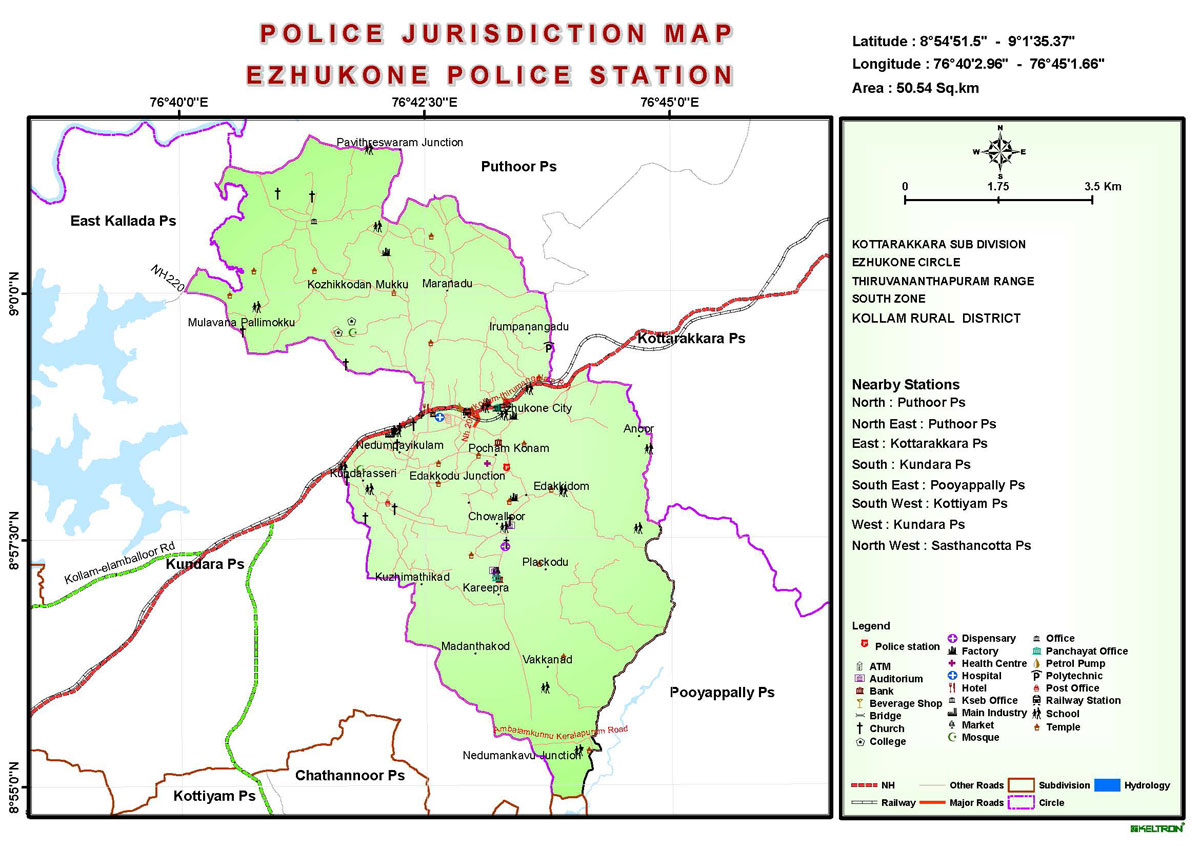 POLICE JURISDICTION MAP
EZHUKONE POLICE STATION
Latitude : 8°54'51.5" - 9°1'35.37"
Longitude : 76°40'2.96" - 76°45'1.66"
Area : 50.54 Sq.km
76°40'0"E
76°42'30"E
76°45'0"E
9°0'0"N
8°57'30"N
8°55'0"N
Pavithreswaram Junction
Puthoor Ps
East Kallada Ps
NH220
Kozhikkodan Mukku
Maranadu
Mulavana Pallimokku
Irumpanangadu
Kottarakkara Ps
Ezhukone City
Nh 208
Anoor
Nedumpayikulam
Pocham Konam
Kundarasseri
Edakkodu Junction
Edakkidom
Chowalloor
Kollam-elamballoor Rd
Kundara Ps
Plackodu
Kuzhimathikad
Kareepra
Madanthakod
Vakkanad
Pooyappally Ps
Ambalamkunnu Keralapuram Road
Nedumankavu Junction
Chathannoor Ps
Kottiyam Ps
N
W
E
S
0
1.75
3.5 Km
KOTTARAKKARA SUB DIVISION
EZHUKONE CIRCLE
THIRUVANANTHAPURAM RANGE
SOUTH ZONE
KOLLAM RURAL DISTRICT
Nearby Stations
North : Puthoor Ps
North East : Puthoor Ps
East : Kottarakkara Ps
South : Kundara Ps
South East : Pooyappally Ps
South West : Kottiyam Ps
West : Kundara Ps
North West : Sasthancotta Ps
Legend
Police station
ATM
Auditorium
Bank
Beverage Shop
Bridge
Church
College
Dispensary
Factory
Health Centre
Hospital
Hotel
Kseb Office
Main Industry
Market
Mosque
Office
Panchayat Office
Petrol Pump
Polytechnic
Post Office
Railway Station
School
Temple
NH
Other Roads
Subdivision
Hydrology
Railway
Major Roads
Circle
KELTRON